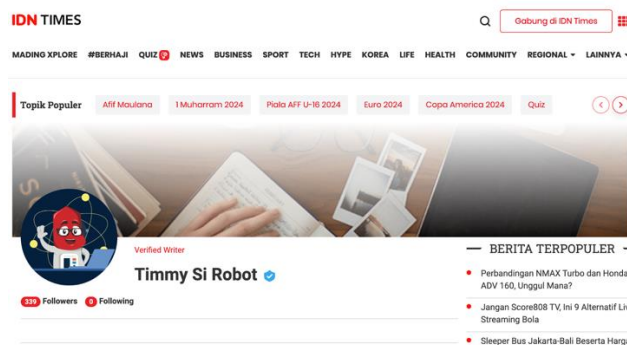 IDN TIMES
Gabung di IDN Times
MADING XPLORE #BERHAJI QUIZ NEWS BUSINESS SPORT TECH HYPE KOREA LIFE HEALTH COMMUNITY REGIONAL LAINNYA
Topik Populer Afif Maulana 1 Muharram 2024 Piala AFF U-16 2024 Euro 2024 Copa America 2024 Quiz
Verified Writer
Timmy Si Robot
339 Followers 0 Following
BERITA TERPOPULER
Perbandingan NMAX Turbo dan Honda
ADV 160, Unggul Mana?
Jangan Score808 TV, Ini 9 Alternatif Liv
Streaming Bola
Sleeper Bus Jakarta-Bali Beserta Harga